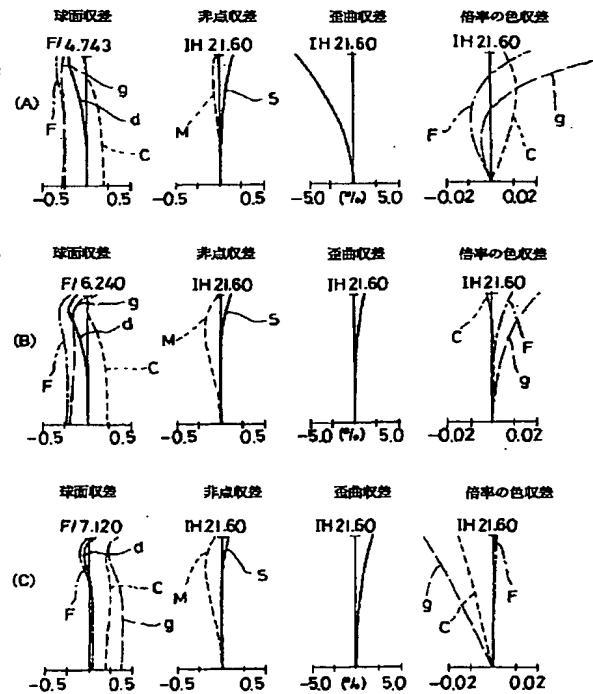 球面収差 非点収差 歪曲収差 倍率の色収差
F/4.743 IH 21.60 IH 21.60 IH 21.60
(A) g d F C M S F C g
-0.5 0.5 -0.5 0.5 -5.0 (%) 5.0 -0.02 0.02
球面収差 非点収差 歪曲収差 倍率の色収差
F/6.240 IH 21.60 IH 21.60 IH 21.60
(B) g d F C M S C F g
-0.5 0.5 -0.5 0.5 -5.0 (%) 5.0 -0.02 0.02
球面収差 非点収差 歪曲収差 倍率の色収差
F/7.120 IH 21.60 IH 21.60 IH 21.60
(C) d F C g M S g C F
-0.5 0.5 -0.5 0.5 -5.0 (%) 5.0 -0.02 0.02